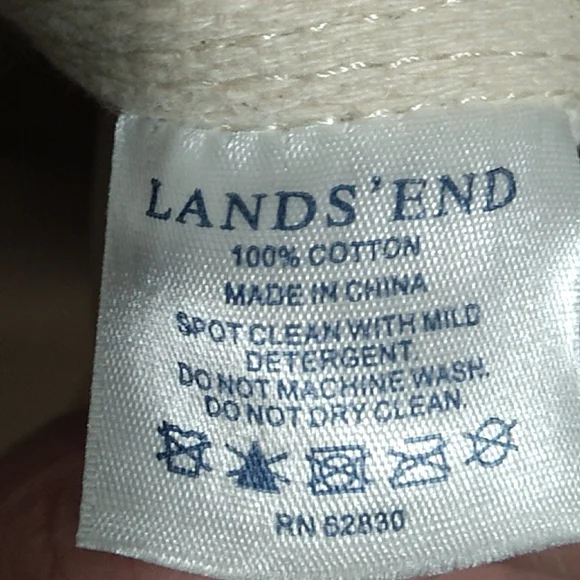 LANDS'END
100% COTTON
MADE IN CHINA
SPOT CLEAN WITH MILD
DETERGENT
DO NOT MACHINE WASH.
DO NOT DRY CLEAN.
RN 62830